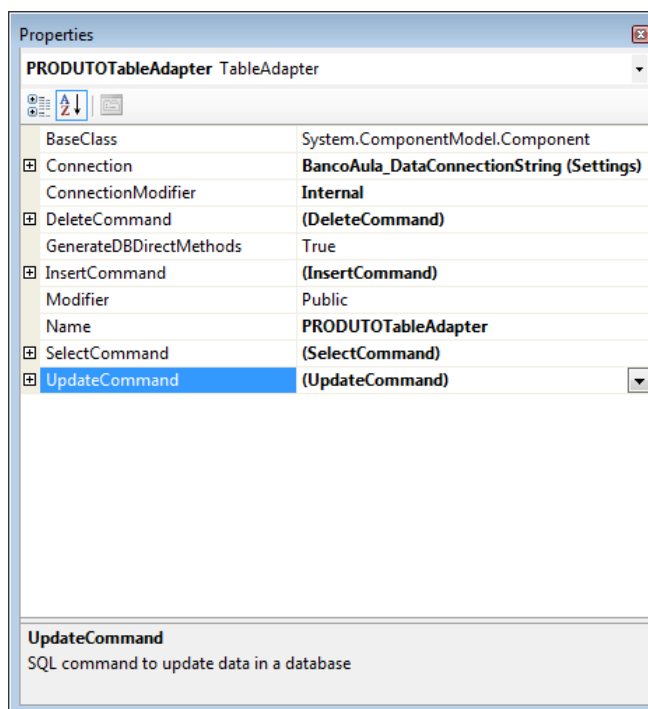 Properties
PRODUTOTableAdapter TableAdapter
BaseClass System.ComponentModel.Component
Connection BancoAula_DataConnectionString (Settings)
ConnectionModifier Internal
DeleteCommand (DeleteCommand)
GenerateDBDirectMethods True
InsertCommand (InsertCommand)
Modifier Public
Name PRODUTOTableAdapter
SelectCommand (SelectCommand)
UpdateCommand (UpdateCommand)
UpdateCommand
SQL command to update data in a database